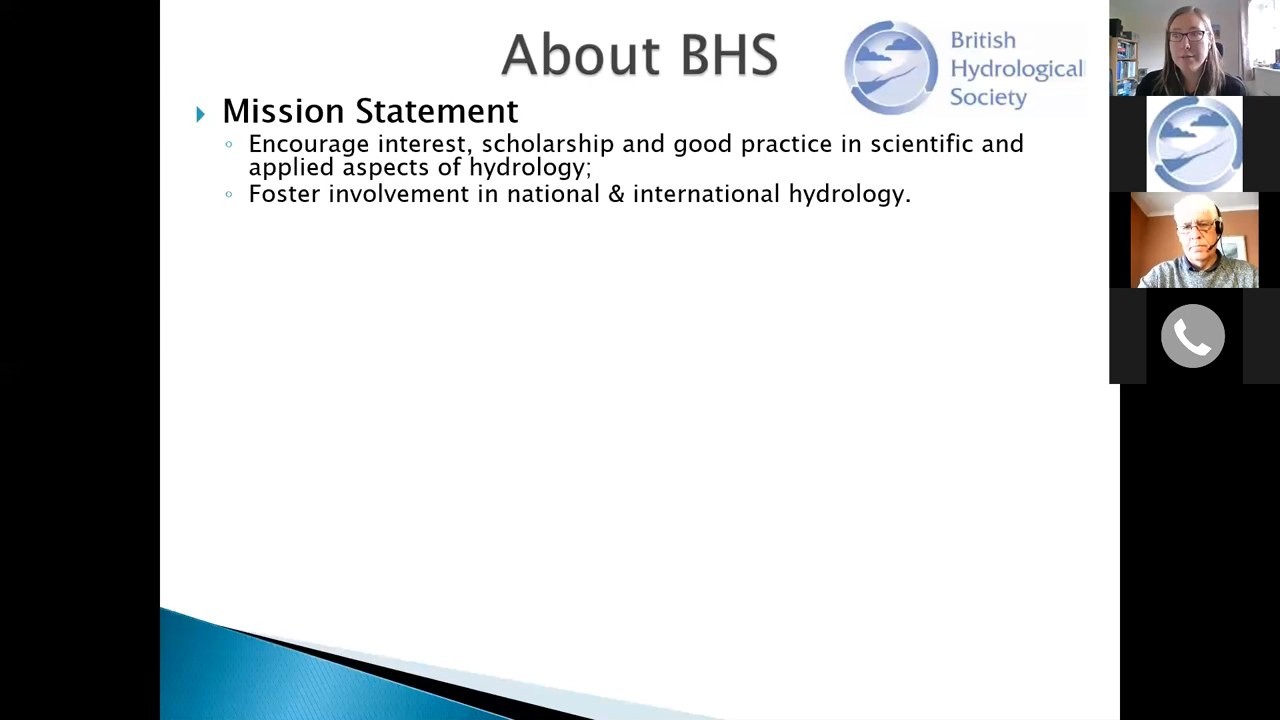 About BHS
British
Hydrological
Society
Mission Statement
Encourage interest, scholarship and good practice in scientific and
applied aspects of hydrology;
Foster involvement in national & international hydrology.